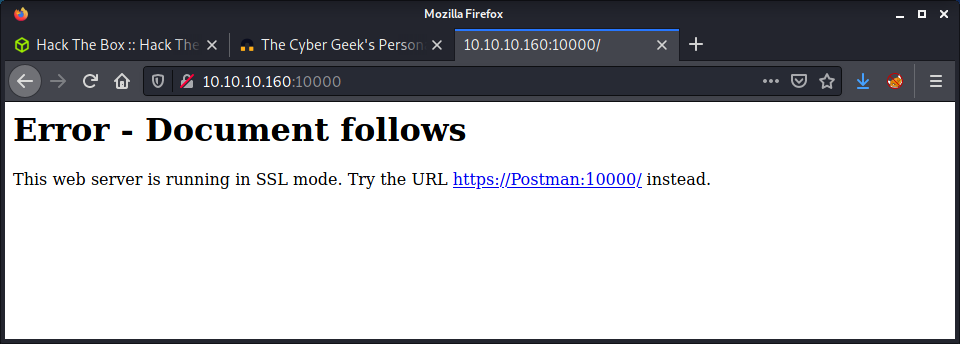 Mozilla Firefox
Hack The Box :: Hack The
The Cyber Geek's Person
10.10.10.160:10000/
10.10.10.160:10000
Error - Document follows
This web server is running in SSL mode. Try the URL https://Postman:10000/ instead.